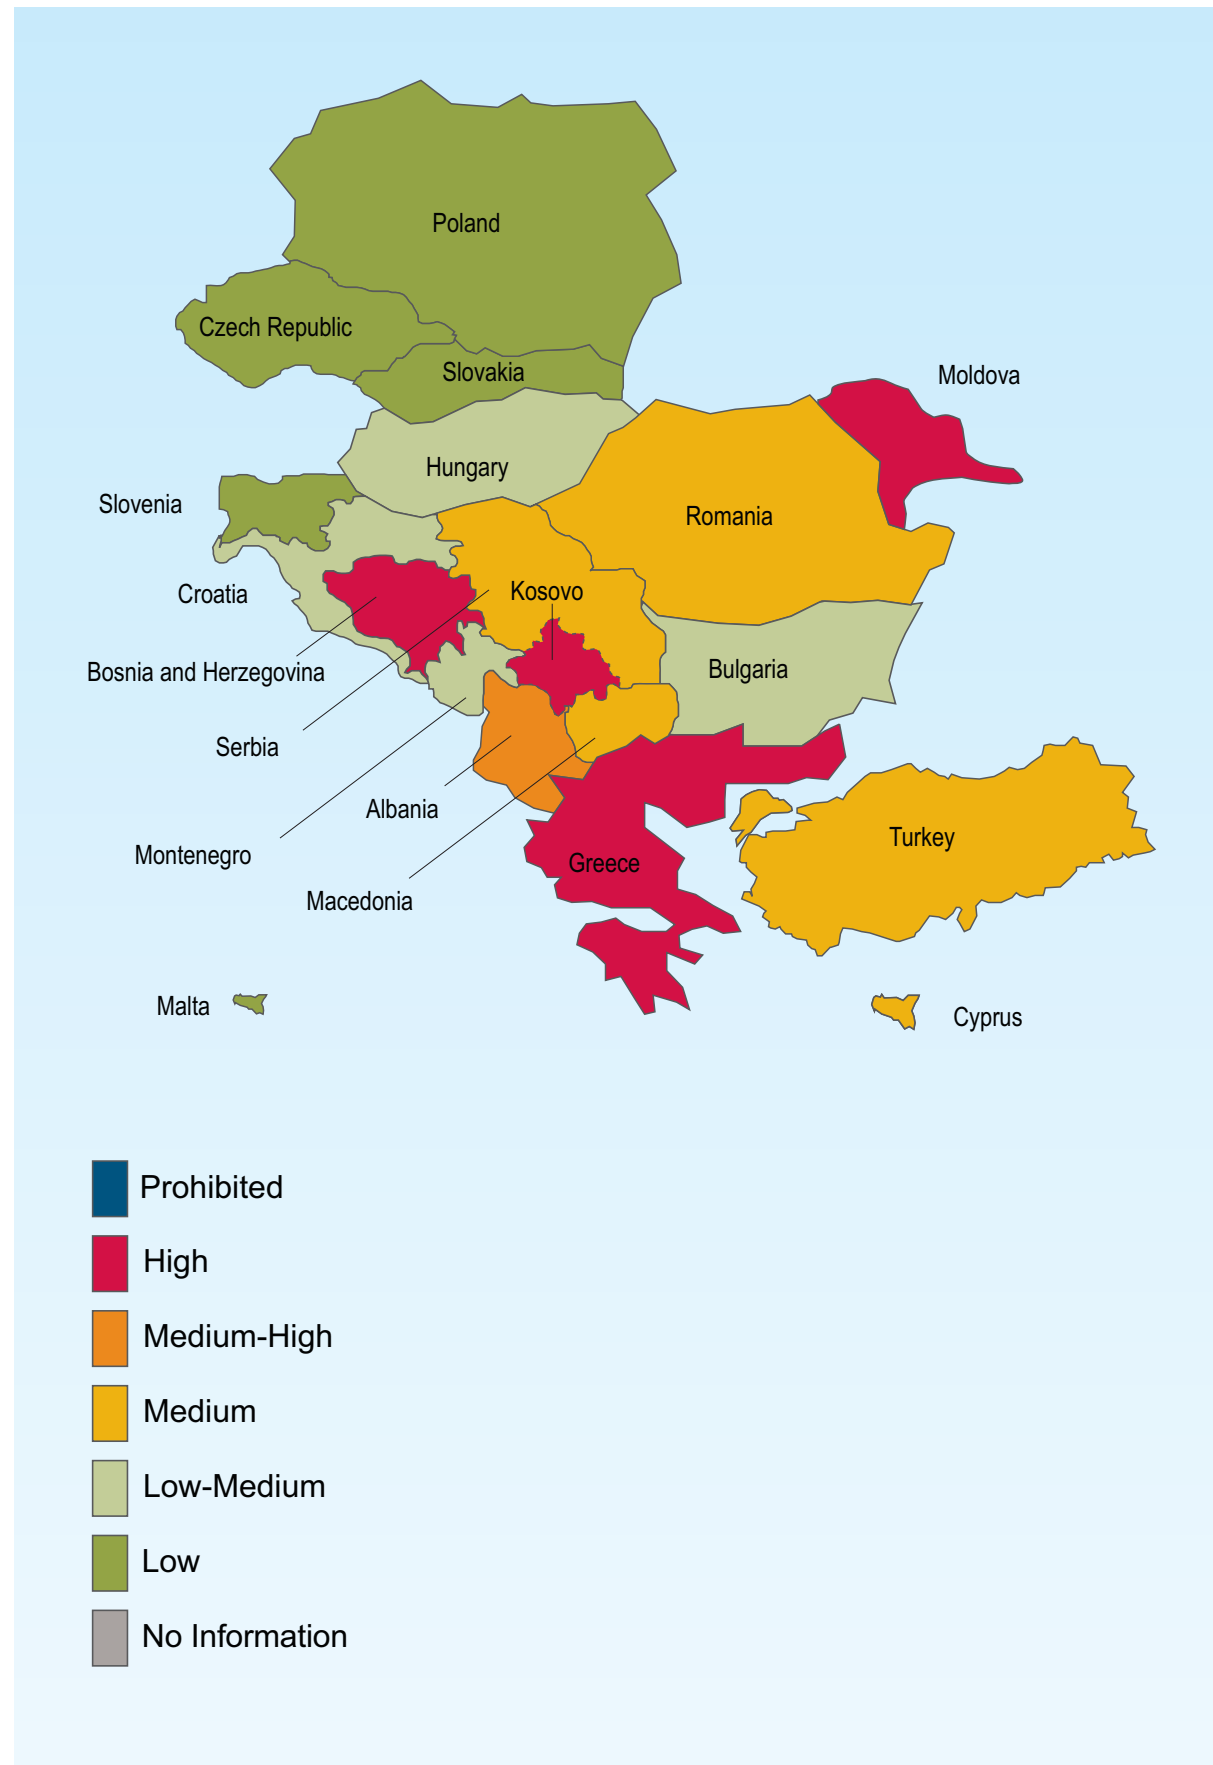 Poland
Czech Republic
Slovakia
Moldova
Hungary
Slovenia
Romania
Croatia
Kosovo
Bosnia and Herzegovina
Bulgaria
Serbia
Albania
Turkey
Montenegro
Greece
Macedonia
Malta
Cyprus
Prohibited
High
Medium-High
Medium
Low-Medium
Low
No Information